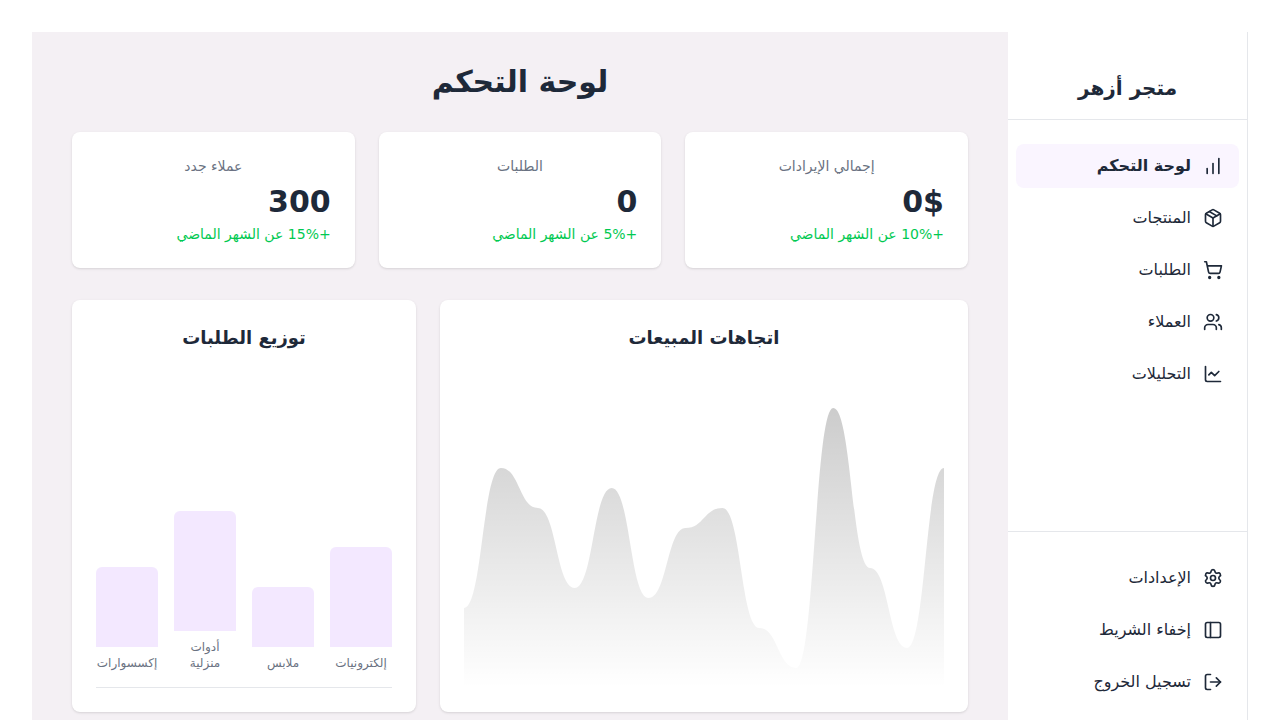 متجر أزهر
لوحة التحكم
المنتجات
الطلبات
العملاء
التحليلات
الإعدادات
إخفاء الشريط
تسجيل الخروج
لوحة التحكم
إجمالي الإيرادات
0$
+10% عن الشهر الماضي
الطلبات
0
+5% عن الشهر الماضي
عملاء جدد
300
+15% عن الشهر الماضي
اتجاهات المبيعات
توزيع الطلبات
إلكترونيات
ملابس
أدوات
منزلية
إكسسوارات